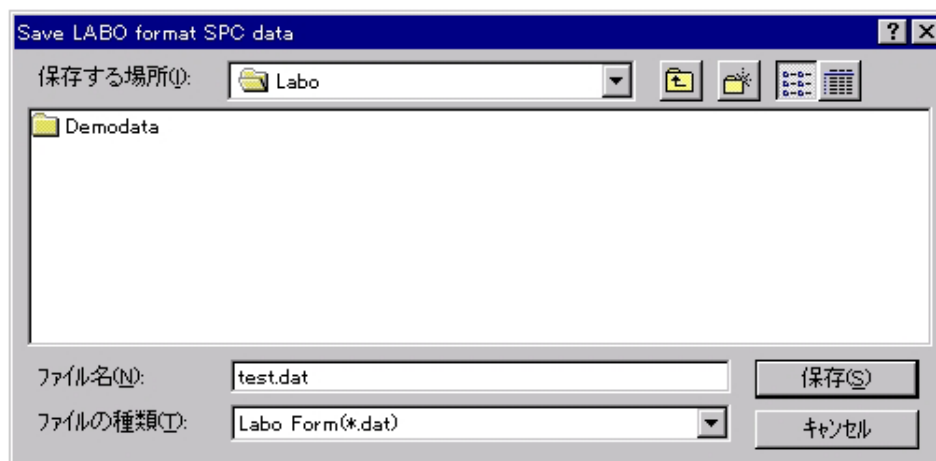 Save LABO format SPC data
保存する場所(I): Labo
Demodata
ファイル名(N): test.dat 保存(S)
ファイルの種類(T): Labo Form(*.dat) キャンセル